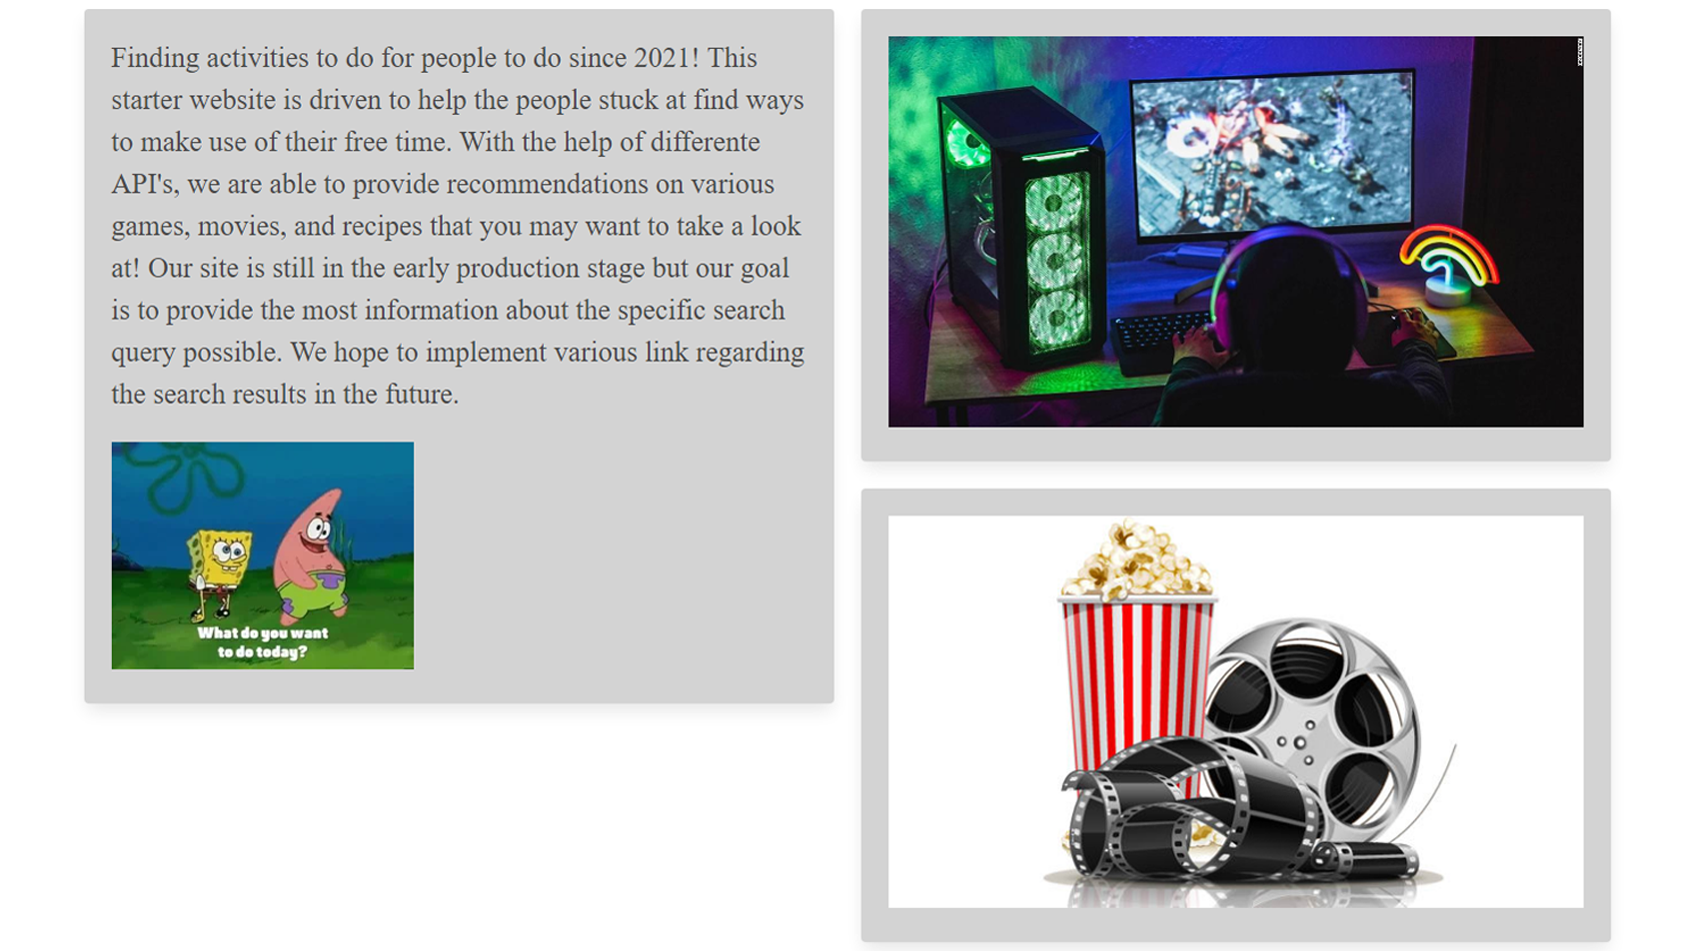 Finding activities to do for people to do since 2021! This
starter website is driven to help the people stuck at find ways
to make use of their free time. With the help of differente
API's, we are able to provide recommendations on various
games, movies, and recipes that you may want to take a look
at! Our site is still in the early production stage but our goal
is to provide the most information about the specific search
query possible. We hope to implement various link regarding
the search results in the future.
What do you want
to do today?